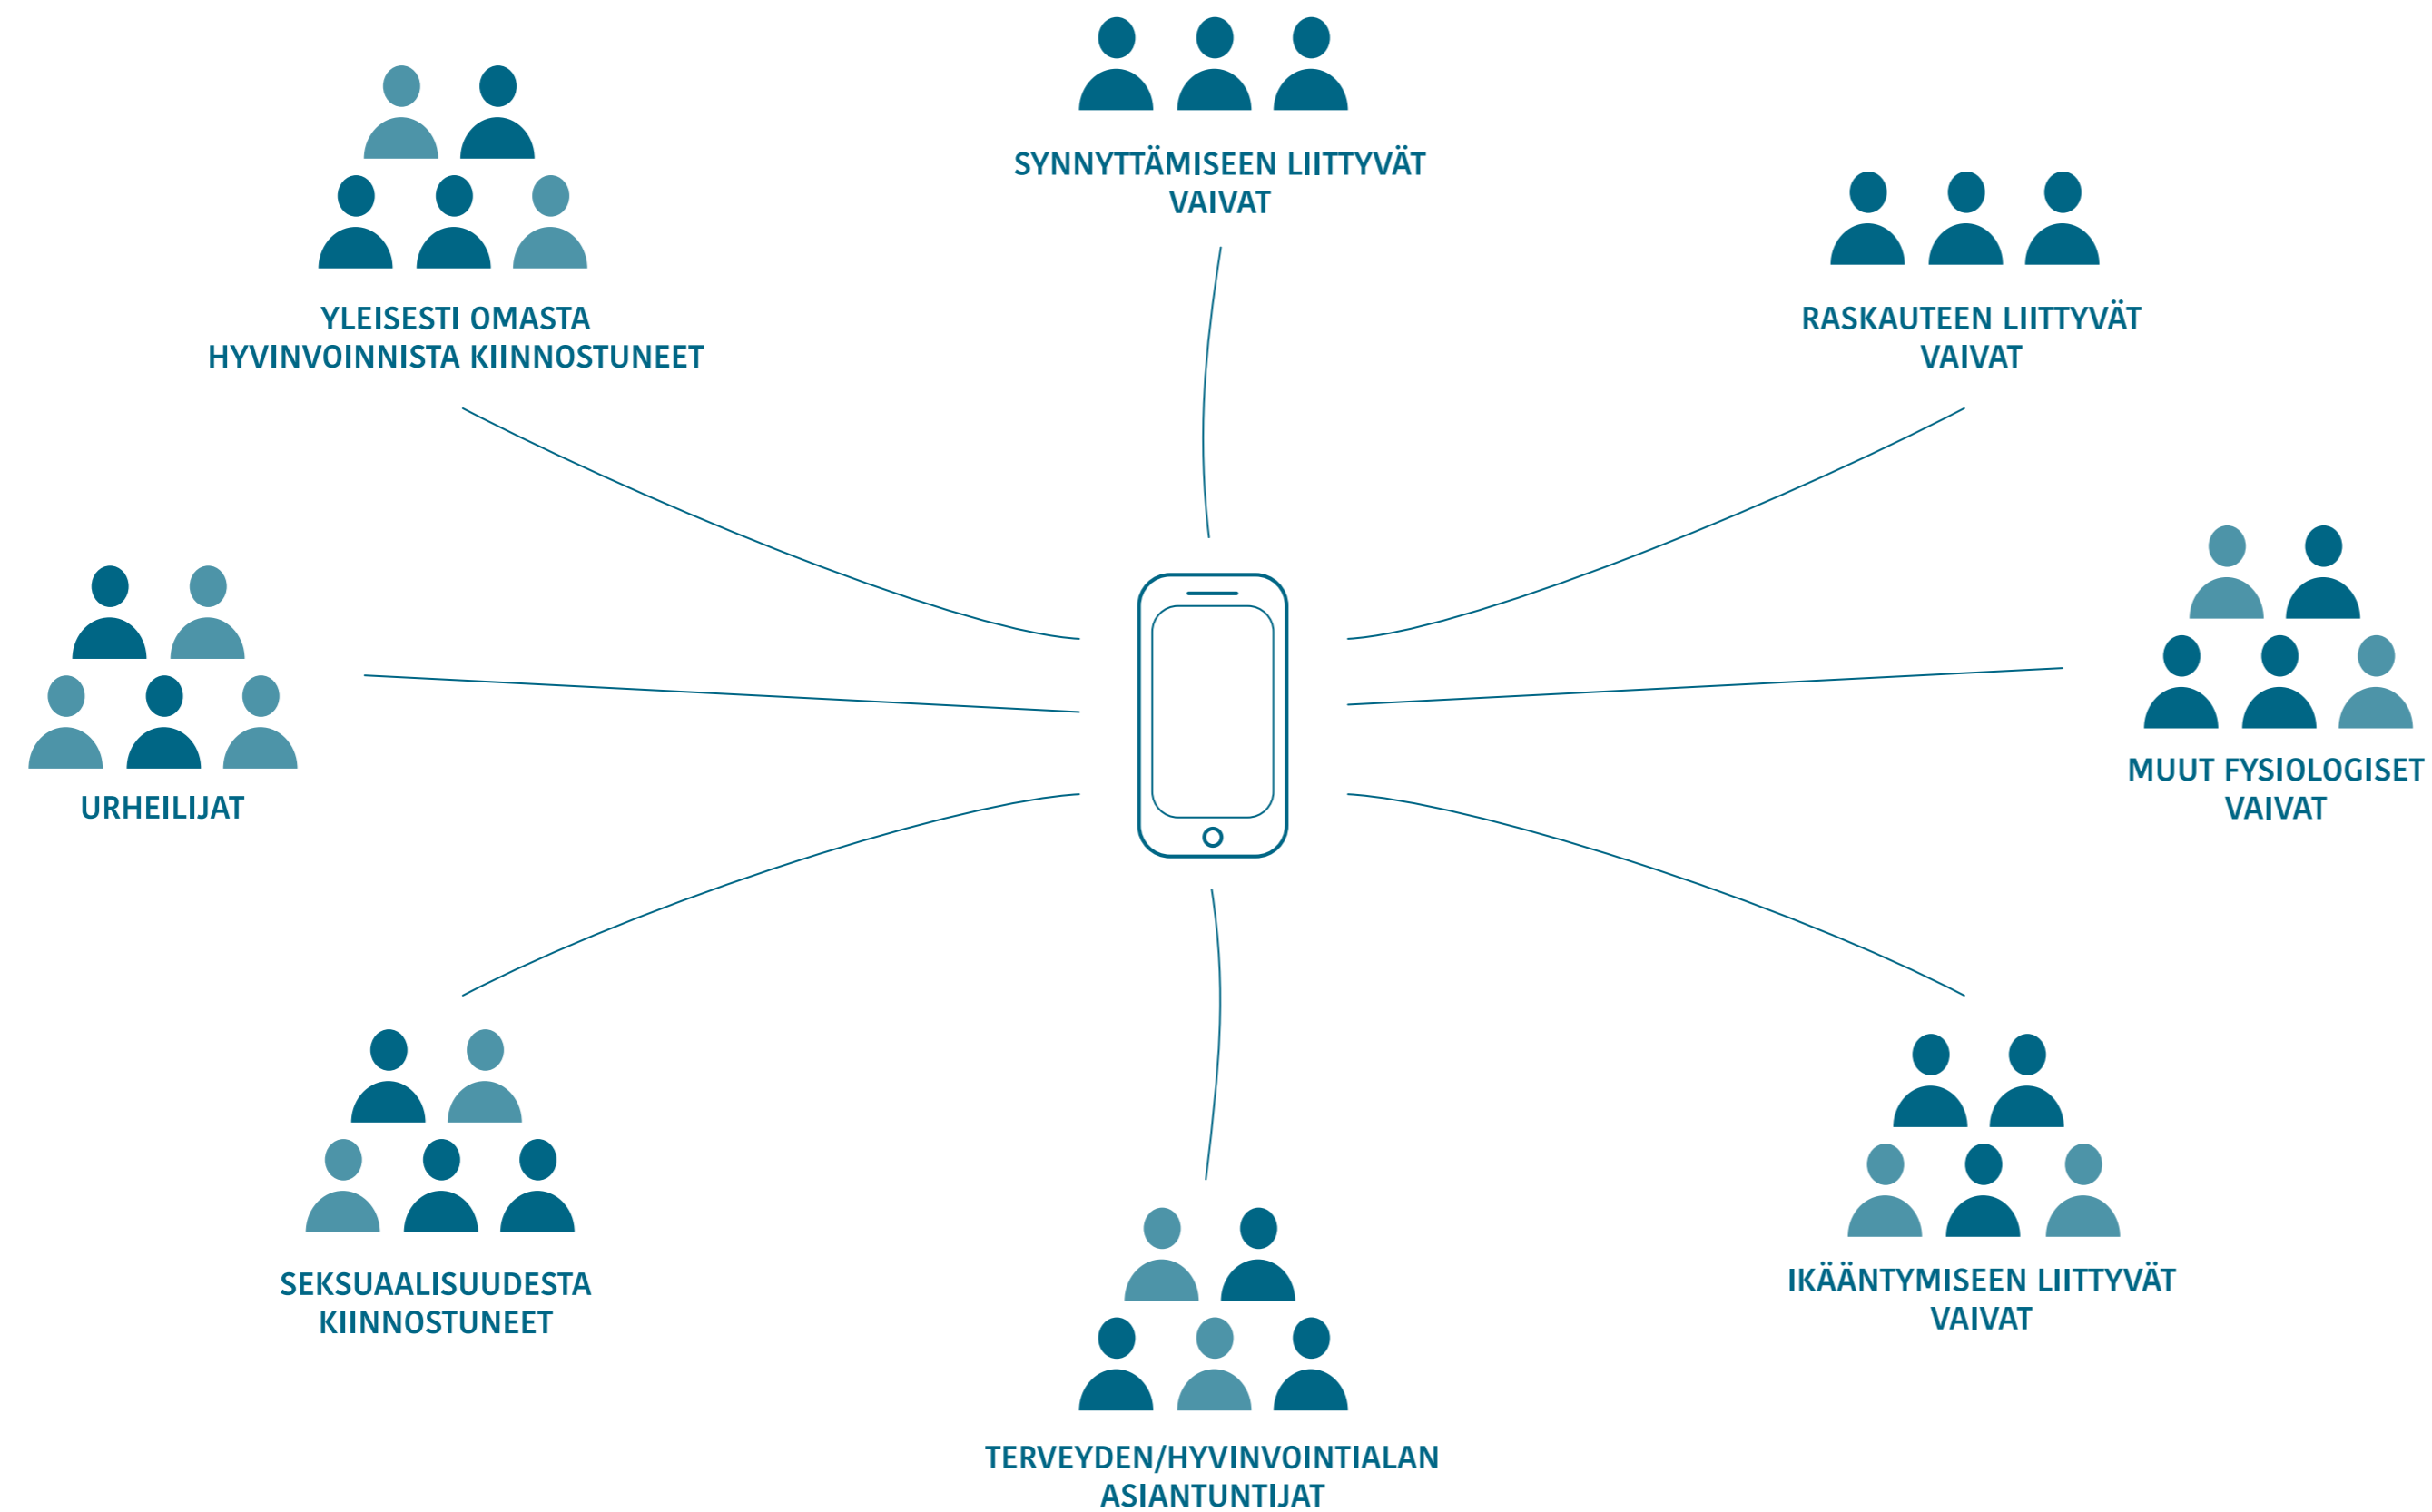 SYNNYTTÄMISEEN LIITTYVÄT
VAIVAT
YLEISESTI OMASTA
HYVINVOINNISTA KIINNOSTUNEET
RASKAUTEEN LIITTYVÄT
VAIVAT
URHEILIJAT
MUUT FYSIOLOGISET
VAIVAT
SEKSUAALISUUDESTA
KIINNOSTUNEET
IKÄÄNTYMISEEN LIITTYVÄT
VAIVAT
TERVEYDEN/HYVINVOINTIALAN
ASIANTUNTIJAT